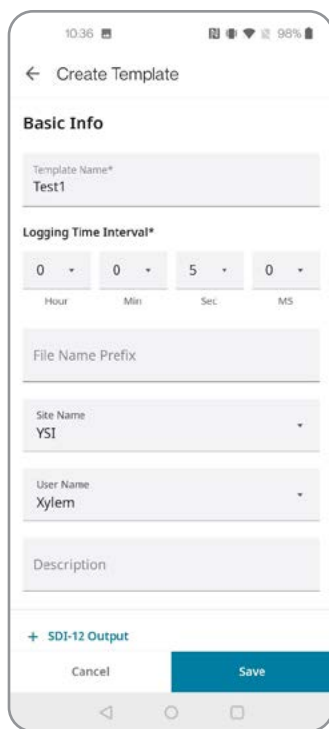 10:36 98%
Create Template
Basic Info
Template Name*
Test1
Logging Time Interval*
0 0 5 0
Hour Min Sec MS
File Name Prefix
Site Name
YSI
User Name
Xylem
Description
+ SDI-12 Output
Cancel Save